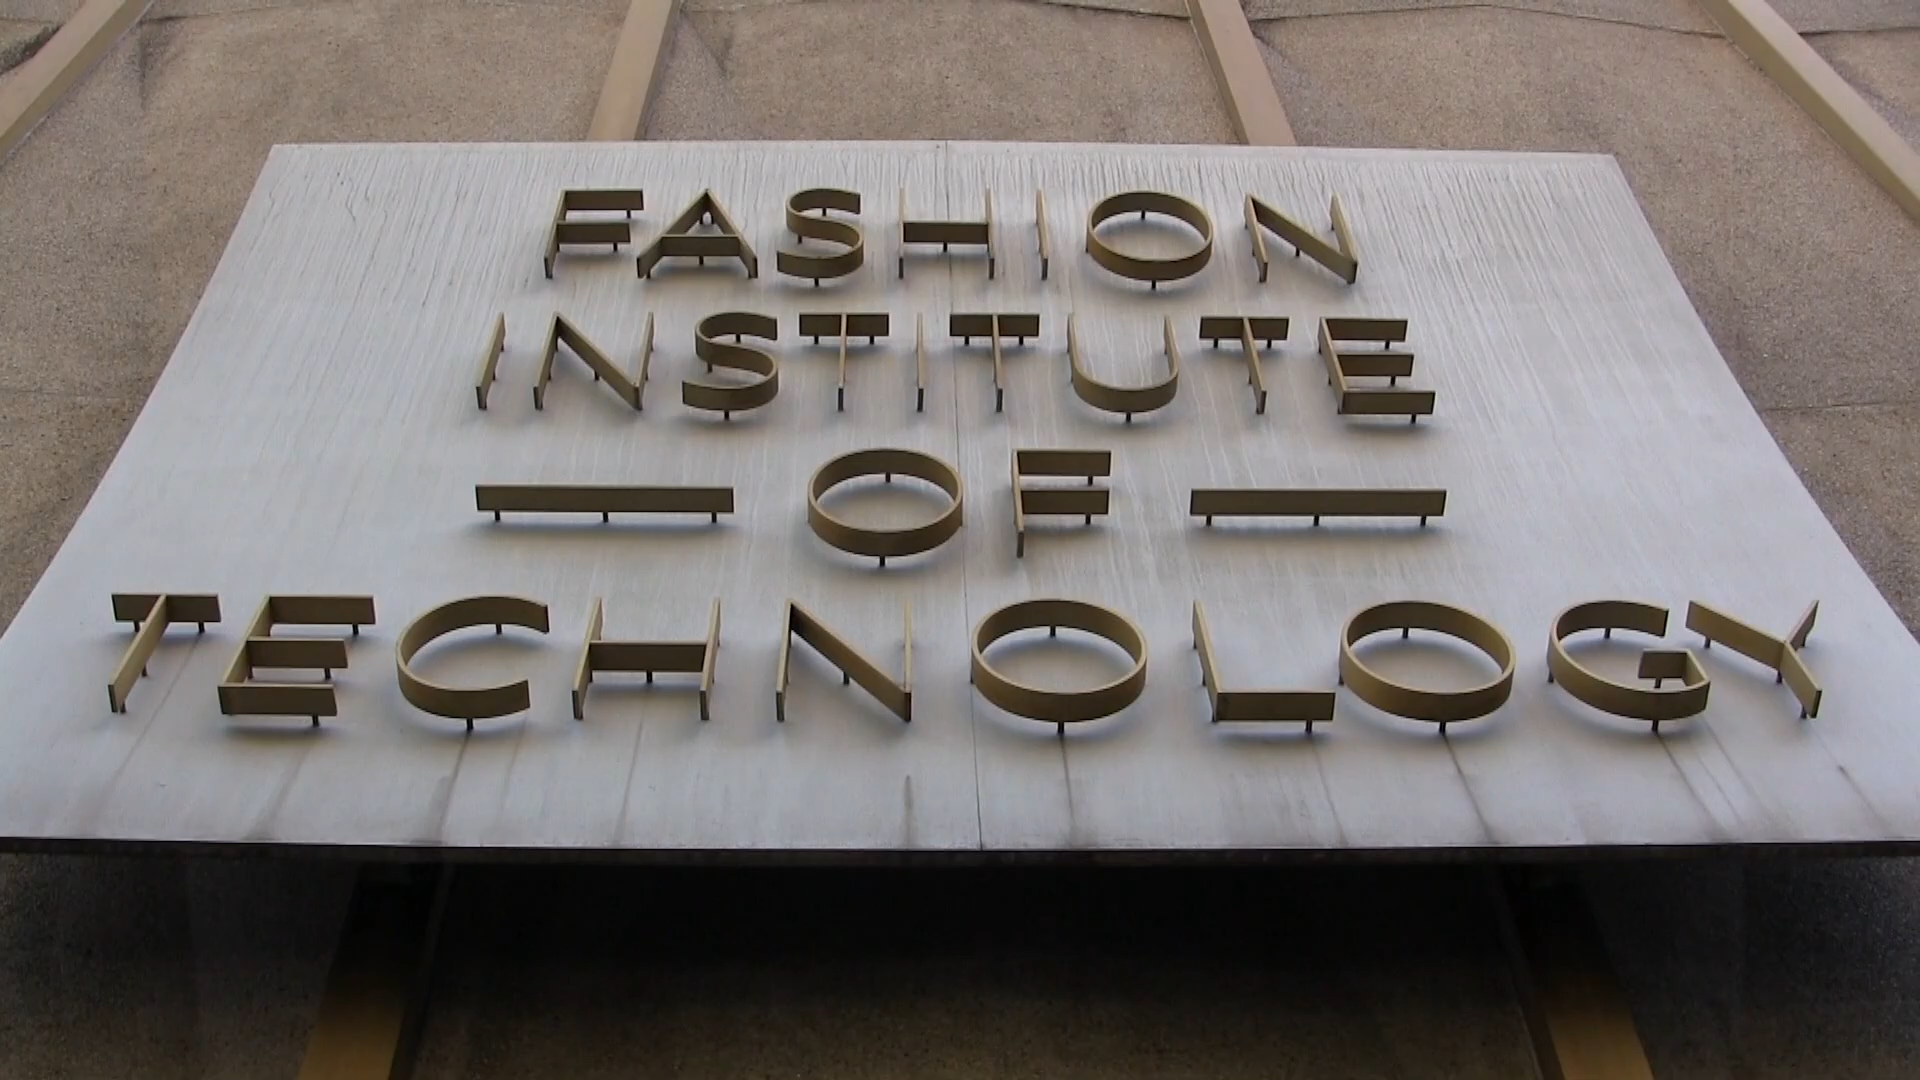 FASHION
INSTITUTE
— OF —
TECHNOLOGY